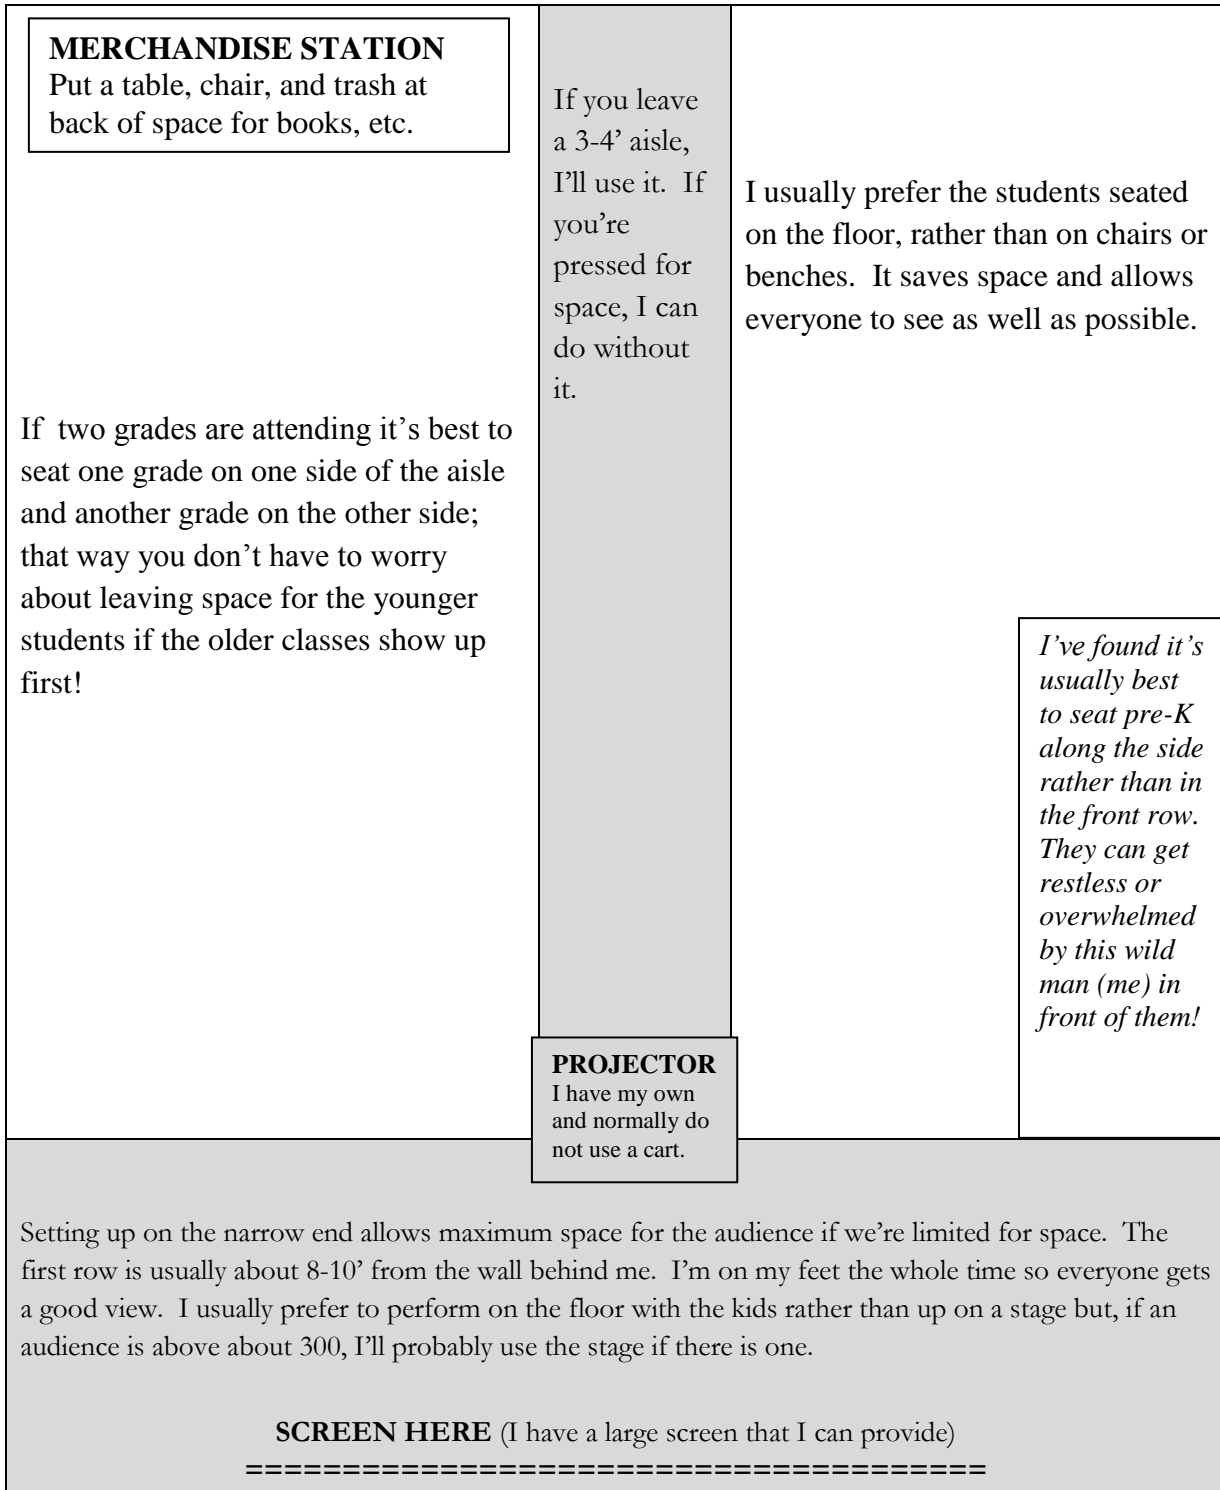 MERCHANDISE STATION
Put a table, chair, and trash at
back of space for books, etc.
If you leave
a 3-4’ aisle,
I’ll use it.  If
you’re
pressed for
space, I can
do without
it.
I usually prefer the students seated
on the floor, rather than on chairs or
benches.  It saves space and allows
everyone to see as well as possible.
If  two grades are attending it’s best to
seat one grade on one side of the aisle
and another grade on the other side;
that way you don’t have to worry
about leaving space for the younger
students if the older classes show up
first!
I’ve found it’s
usually best
to seat pre-K
along the side
rather than in
the front row.
They can get
restless or
overwhelmed
by this wild
man (me) in
front of them!
PROJECTOR
I have my own
and normally do
not use a cart.
Setting up on the narrow end allows maximum space for the audience if we’re limited for space.  The
first row is usually about 8-10’ from the wall behind me.  I’m on my feet the whole time so everyone gets
a good view.  I usually prefer to perform on the floor with the kids rather than up on a stage but, if an
audience is above about 300, I’ll probably use the stage if there is one.
SCREEN HERE (I have a large screen that I can provide)
======================================